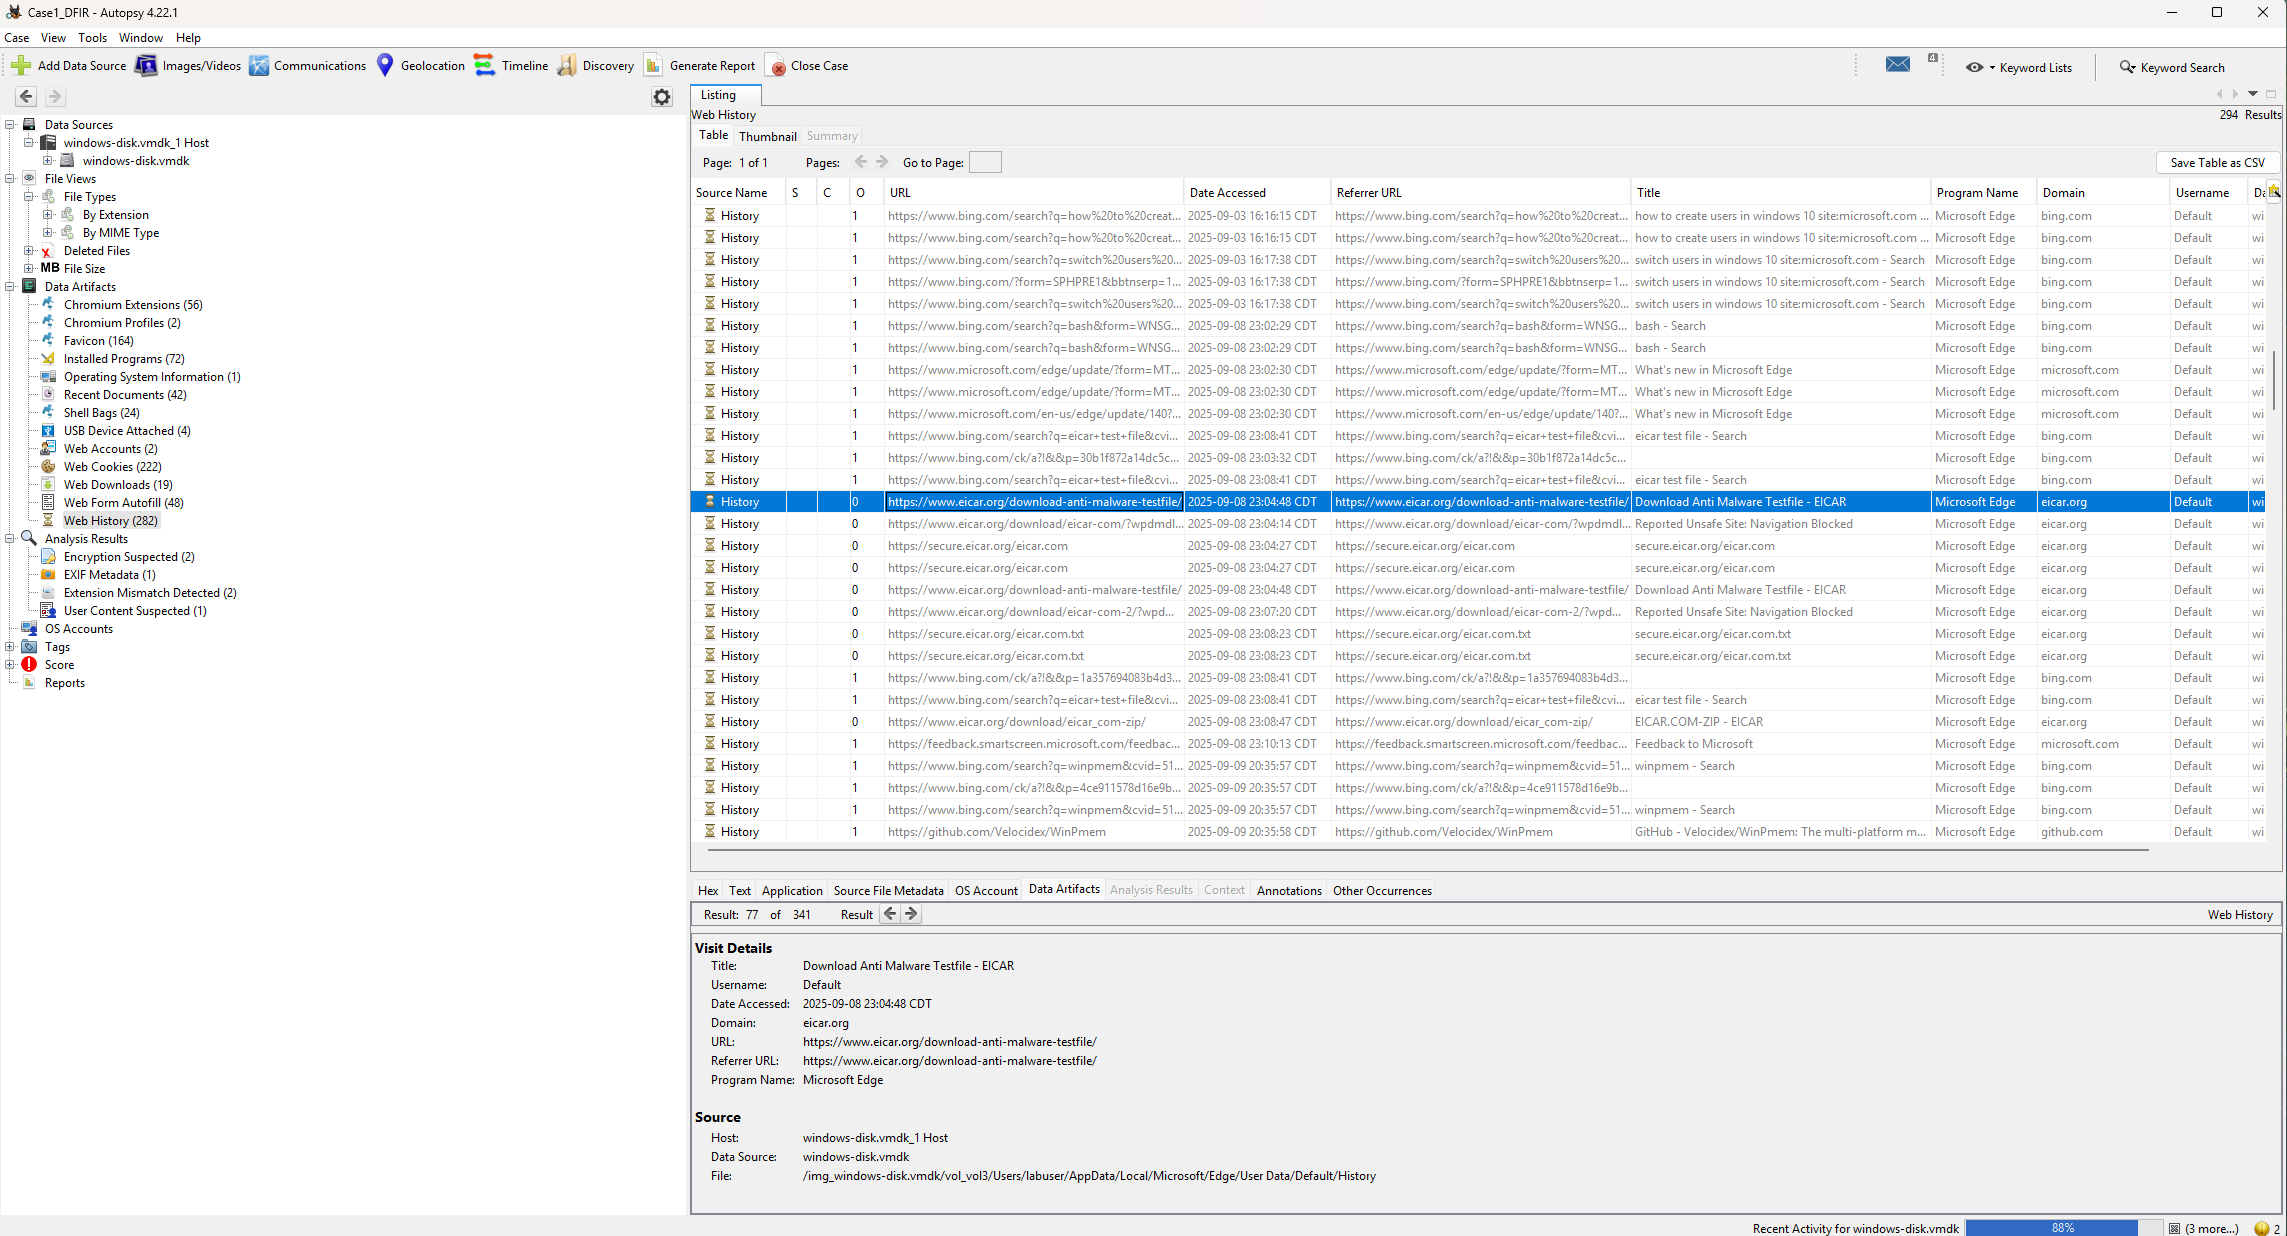 Case1_DFIR - Autopsy 4.22.1
Case View Tools Window Help
Add Data Source Images/Videos Communications Geolocation Timeline Discovery Generate Report Close Case
4 Keyword Lists Keyword Search
Data Sources
windows-disk.vmdk_1 Host
windows-disk.vmdk
File Views
File Types
By Extension
By MIME Type
Deleted Files
MB File Size
Data Artifacts
Chromium Extensions (56)
Chromium Profiles (2)
Favicon (164)
Installed Programs (72)
Operating System Information (1)
Recent Documents (42)
Shell Bags (24)
USB Device Attached (4)
Web Accounts (2)
Web Cookies (222)
Web Downloads (19)
Web Form Autofill (48)
Web History (282)
Analysis Results
Encryption Suspected (2)
EXIF Metadata (1)
Extension Mismatch Detected (2)
User Content Suspected (1)
OS Accounts
Tags
Score
Reports
Listing
Web History
294 Results
Table Thumbnail Summary
Page: 1 of 1 Pages: Go to Page:
Save Table as CSV
Source Name S C O URL Date Accessed Referrer URL Title Program Name Domain Username Da
History 1 https://www.bing.com/search?q=how%20to%20creat... 2025-09-03 16:16:15 CDT https://www.bing.com/search?q=how%20to%20creat... how to create users in windows 10 site:microsoft.com ... Microsoft Edge bing.com Default wi
History 1 https://www.bing.com/search?q=how%20to%20creat... 2025-09-03 16:16:15 CDT https://www.bing.com/search?q=how%20to%20creat... how to create users in windows 10 site:microsoft.com ... Microsoft Edge bing.com Default wi
History 1 https://www.bing.com/search?q=switch%20users%20... 2025-09-03 16:17:38 CDT https://www.bing.com/search?q=switch%20users%20... switch users in windows 10 site:microsoft.com - Search Microsoft Edge bing.com Default wi
History 1 https://www.bing.com/?form=SPHPRE1&bbtnserp=1... 2025-09-03 16:17:38 CDT https://www.bing.com/?form=SPHPRE1&bbtnserp=1... switch users in windows 10 site:microsoft.com - Search Microsoft Edge bing.com Default wi
History 1 https://www.bing.com/search?q=switch%20users%20... 2025-09-03 16:17:38 CDT https://www.bing.com/search?q=switch%20users%20... switch users in windows 10 site:microsoft.com - Search Microsoft Edge bing.com Default wi
History 1 https://www.bing.com/search?q=bash&form=WNSG... 2025-09-08 23:02:29 CDT https://www.bing.com/search?q=bash&form=WNSG... bash - Search Microsoft Edge bing.com Default wi
History 1 https://www.bing.com/search?q=bash&form=WNSG... 2025-09-08 23:02:29 CDT https://www.bing.com/search?q=bash&form=WNSG... bash - Search Microsoft Edge bing.com Default wi
History 1 https://www.microsoft.com/edge/update/?form=MT... 2025-09-08 23:02:30 CDT https://www.microsoft.com/edge/update/?form=MT... What's new in Microsoft Edge Microsoft Edge microsoft.com Default wi
History 1 https://www.microsoft.com/edge/update/?form=MT... 2025-09-08 23:02:30 CDT https://www.microsoft.com/edge/update/?form=MT... What's new in Microsoft Edge Microsoft Edge microsoft.com Default wi
History 1 https://www.microsoft.com/en-us/edge/update/140?... 2025-09-08 23:02:30 CDT https://www.microsoft.com/en-us/edge/update/140?... What's new in Microsoft Edge Microsoft Edge microsoft.com Default wi
History 1 https://www.bing.com/search?q=eicar+test+file&cvi... 2025-09-08 23:08:41 CDT https://www.bing.com/search?q=eicar+test+file&cvi... eicar test file - Search Microsoft Edge bing.com Default wi
History 1 https://www.bing.com/ck/a?!&&p=30b1f872a14dc5c... 2025-09-08 23:03:32 CDT https://www.bing.com/ck/a?!&&p=30b1f872a14dc5c... Microsoft Edge bing.com Default wi
History 1 https://www.bing.com/search?q=eicar+test+file&cvi... 2025-09-08 23:08:41 CDT https://www.bing.com/search?q=eicar+test+file&cvi... eicar test file - Search Microsoft Edge bing.com Default wi
History 0 https://www.eicar.org/download-anti-malware-testfile/ 2025-09-08 23:04:48 CDT https://www.eicar.org/download-anti-malware-testfile/ Download Anti Malware Testfile - EICAR Microsoft Edge eicar.org Default wi
History 0 https://www.eicar.org/download/eicar-com/?wpdmdl... 2025-09-08 23:04:14 CDT https://www.eicar.org/download/eicar-com/?wpdmdl... Reported Unsafe Site: Navigation Blocked Microsoft Edge eicar.org Default wi
History 0 https://secure.eicar.org/eicar.com 2025-09-08 23:04:27 CDT https://secure.eicar.org/eicar.com secure.eicar.org/eicar.com Microsoft Edge eicar.org Default wi
History 0 https://secure.eicar.org/eicar.com 2025-09-08 23:04:27 CDT https://secure.eicar.org/eicar.com secure.eicar.org/eicar.com Microsoft Edge eicar.org Default wi
History 0 https://www.eicar.org/download-anti-malware-testfile/ 2025-09-08 23:04:48 CDT https://www.eicar.org/download-anti-malware-testfile/ Download Anti Malware Testfile - EICAR Microsoft Edge eicar.org Default wi
History 0 https://www.eicar.org/download/eicar-com-2/?wpd... 2025-09-08 23:07:20 CDT https://www.eicar.org/download/eicar-com-2/?wpd... Reported Unsafe Site: Navigation Blocked Microsoft Edge eicar.org Default wi
History 0 https://secure.eicar.org/eicar.com.txt 2025-09-08 23:08:23 CDT https://secure.eicar.org/eicar.com.txt secure.eicar.org/eicar.com.txt Microsoft Edge eicar.org Default wi
History 0 https://secure.eicar.org/eicar.com.txt 2025-09-08 23:08:23 CDT https://secure.eicar.org/eicar.com.txt secure.eicar.org/eicar.com.txt Microsoft Edge eicar.org Default wi
History 1 https://www.bing.com/ck/a?!&&p=1a357694083b4d3... 2025-09-08 23:08:41 CDT https://www.bing.com/ck/a?!&&p=1a357694083b4d3... Microsoft Edge bing.com Default wi
History 1 https://www.bing.com/search?q=eicar+test+file&cvi... 2025-09-08 23:08:41 CDT https://www.bing.com/search?q=eicar+test+file&cvi... eicar test file - Search Microsoft Edge bing.com Default wi
History 0 https://www.eicar.org/download/eicar_com-zip/ 2025-09-08 23:08:47 CDT https://www.eicar.org/download/eicar_com-zip/ EICAR.COM-ZIP - EICAR Microsoft Edge eicar.org Default wi
History 1 https://feedback.smartscreen.microsoft.com/feedbac... 2025-09-08 23:10:13 CDT https://feedback.smartscreen.microsoft.com/feedbac... Feedback to Microsoft Microsoft Edge microsoft.com Default wi
History 1 https://www.bing.com/search?q=winpmem&cvid=51... 2025-09-09 20:35:57 CDT https://www.bing.com/search?q=winpmem&cvid=51... winpmem - Search Microsoft Edge bing.com Default wi
History 1 https://www.bing.com/ck/a?!&&p=4ce911578d16e9b... 2025-09-09 20:35:57 CDT https://www.bing.com/ck/a?!&&p=4ce911578d16e9b... Microsoft Edge bing.com Default wi
History 1 https://www.bing.com/search?q=winpmem&cvid=51... 2025-09-09 20:35:57 CDT https://www.bing.com/search?q=winpmem&cvid=51... winpmem - Search Microsoft Edge bing.com Default wi
History 1 https://github.com/Velocidex/WinPmem 2025-09-09 20:35:58 CDT https://github.com/Velocidex/WinPmem GitHub - Velocidex/WinPmem: The multi-platform m... Microsoft Edge github.com Default wi
Hex Text Application Source File Metadata OS Account Data Artifacts Analysis Results Context Annotations Other Occurrences
Result: 77 of 341 Result Web History
Visit Details
Title: Download Anti Malware Testfile - EICAR
Username: Default
Date Accessed: 2025-09-08 23:04:48 CDT
Domain: eicar.org
URL: https://www.eicar.org/download-anti-malware-testfile/
Referrer URL: https://www.eicar.org/download-anti-malware-testfile/
Program Name: Microsoft Edge
Source
Host: windows-disk.vmdk_1 Host
Data Source: windows-disk.vmdk
File: /img_windows-disk.vmdk/vol_vol3/Users/labuser/AppData/Local/Microsoft/Edge/User Data/Default/History
Recent Activity for windows-disk.vmdk 88% (3 more...) 2